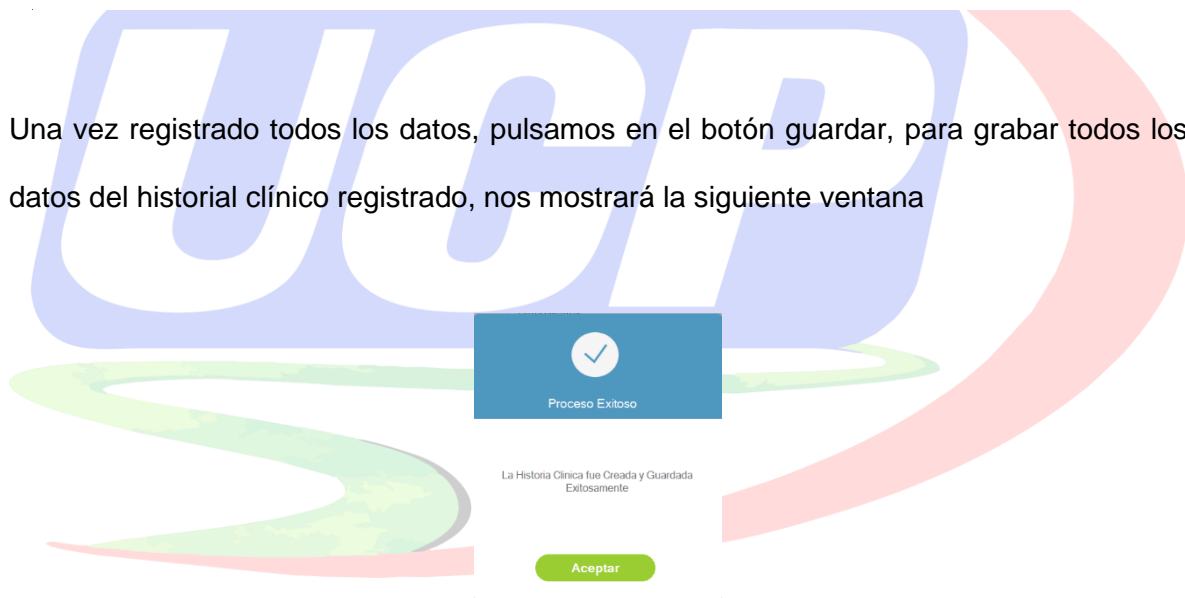 UCP
Una vez registrado todos los datos, pulsamos en el botón guardar, para grabar todos los
datos del historial clínico registrado, nos mostrará la siguiente ventana
Proceso Exitoso
La Historia Clinica fue Creada y Guardada
Exitosamente
Aceptar